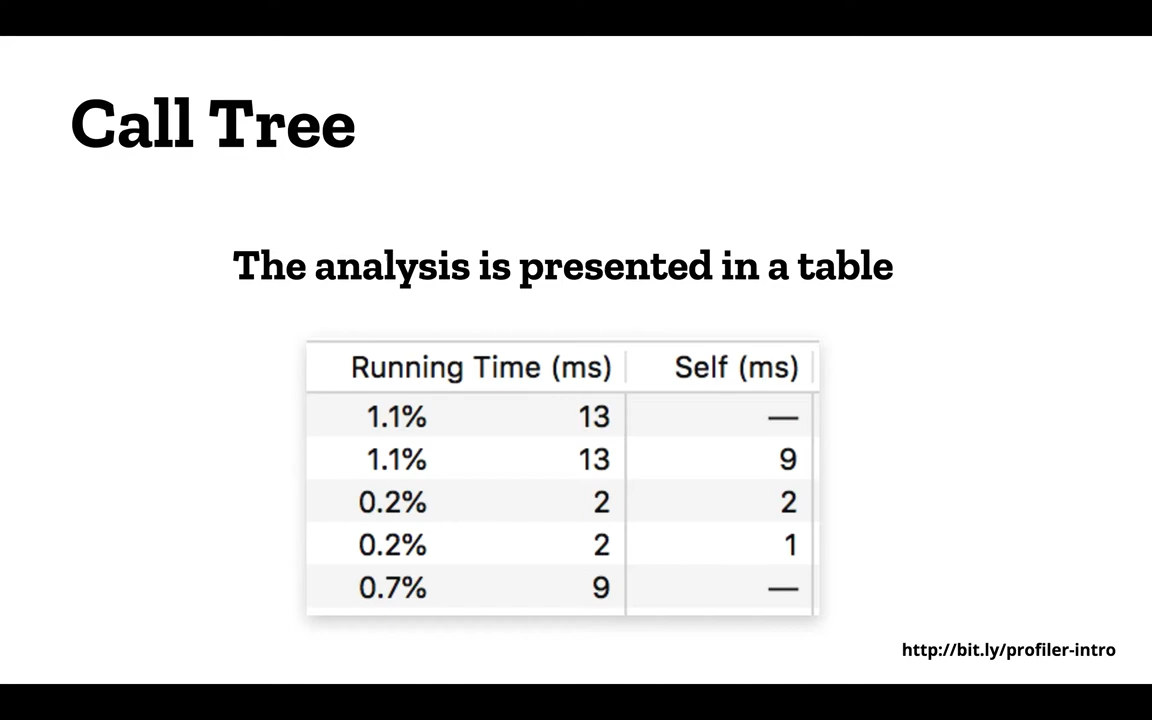 Call Tree
The analysis is presented in a table
Running Time (ms) Self (ms)
1.1% 13 —
1.1% 13 9
0.2% 2 2
0.2% 2 1
0.7% 9 —
http://bit.ly/profiler-intro